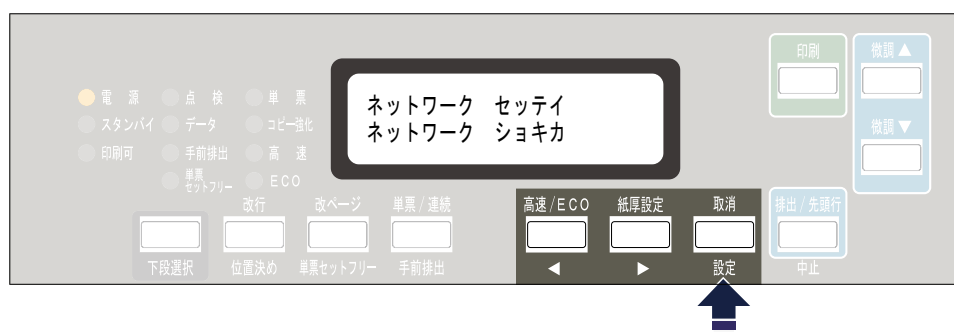 印刷
微調 ▲
ネットワーク セッテイ
ネットワーク ショキカ
電 源
点 検
単 票
スタンバイ
データ
コピー強化
印刷可
手前排出
高 速
単票
セットフリー
ECO
微調 ▼
改行
改ページ
単票/連続
高速/ECO
紙厚設定
取消
排出/先頭行
下段選択
位置決め
単票セットフリー
手前排出
◀
▶
設定
中止